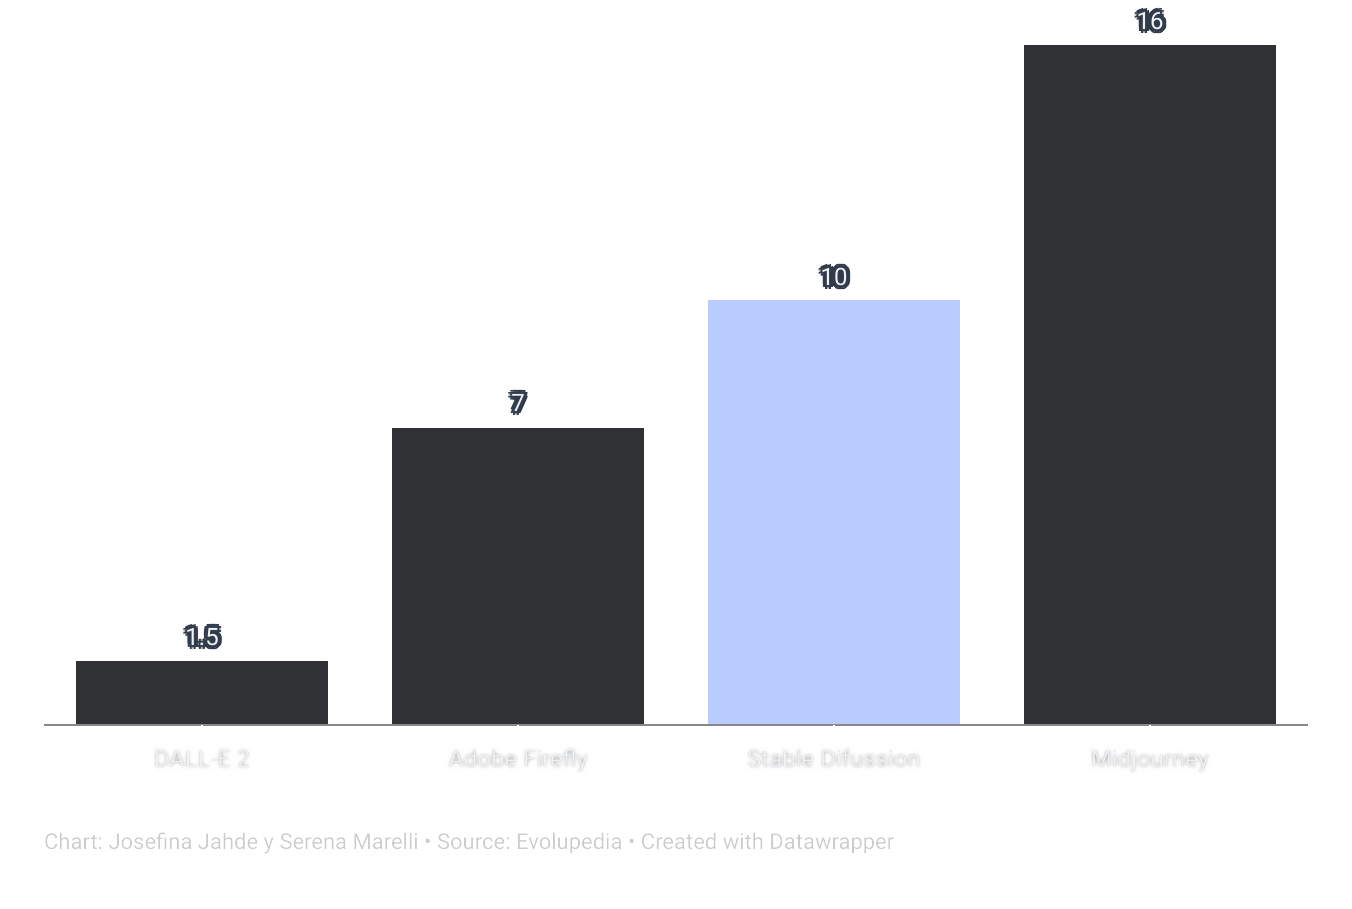 16
10
7
1.5
DALL-E 2 Adobe Firefly Stable Difussion Midjourney
Chart: Josefina Jahde y Serena Marelli • Source: Evolupedia • Created with Datawrapper